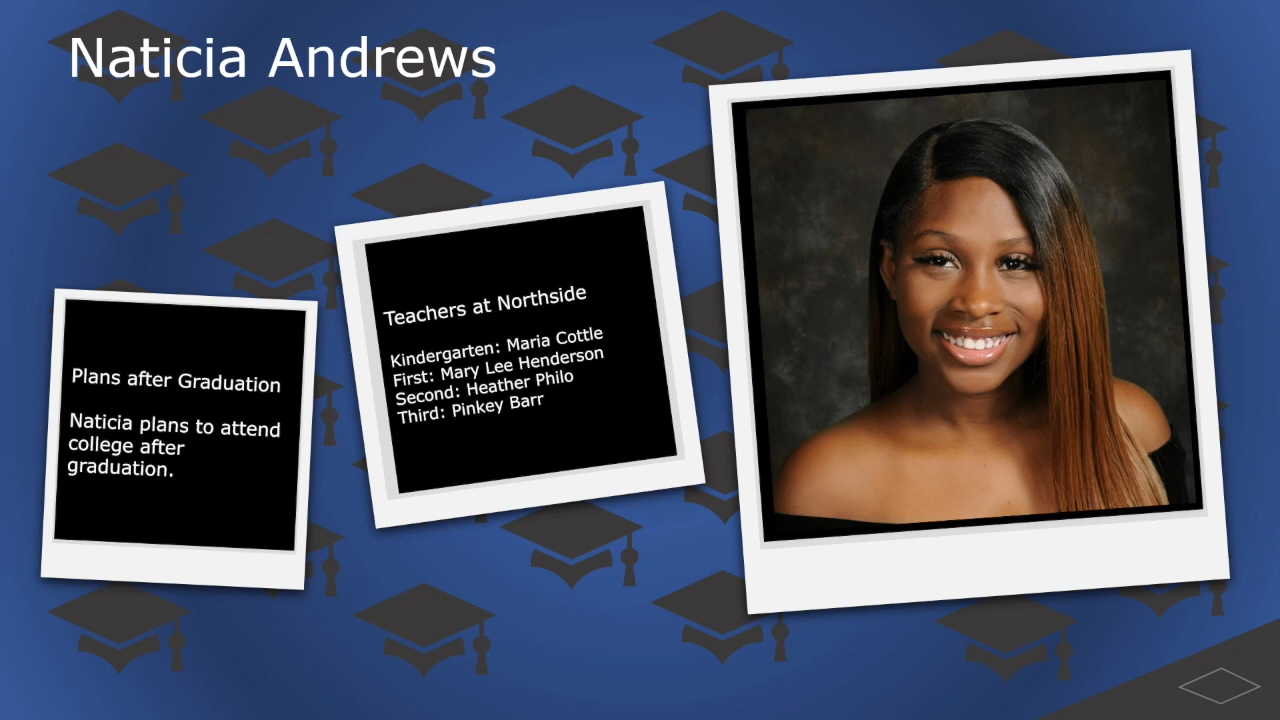 Naticia Andrews
Plans after Graduation
Naticia plans to attend
college after
graduation.
Teachers at Northside
Kindergarten: Maria Cottle
First: Mary Lee Henderson
Second: Heather Philo
Third: Pinkey Barr